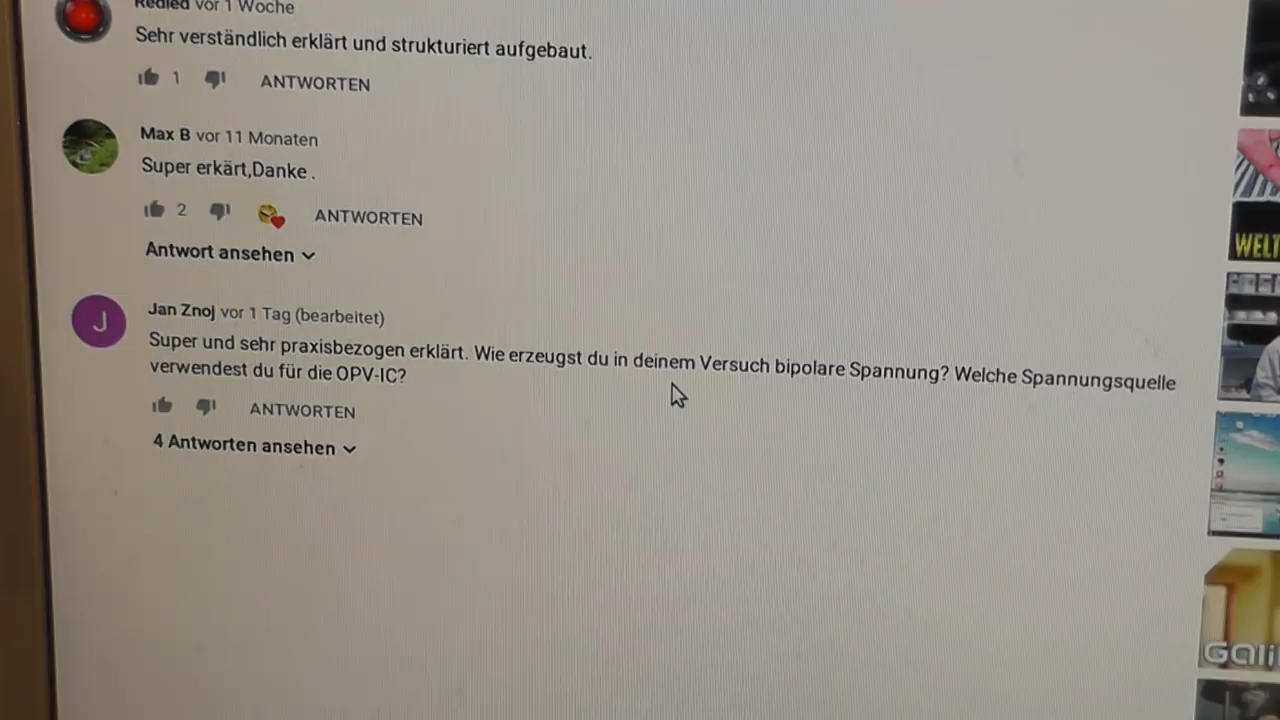 Redled vor 1 Woche
Sehr verständlich erklärt und strukturiert aufgebaut.
1 ANTWORTEN
Max B vor 11 Monaten
Super erkärt,Danke .
2 ANTWORTEN
Antwort ansehen
J
Jan Znoj vor 1 Tag (bearbeitet)
Super und sehr praxisbezogen erklärt. Wie erzeugst du in deinem Versuch bipolare Spannung? Welche Spannungsquelle
verwendest du für die OPV-IC?
ANTWORTEN
4 Antworten ansehen
WELT
Gali